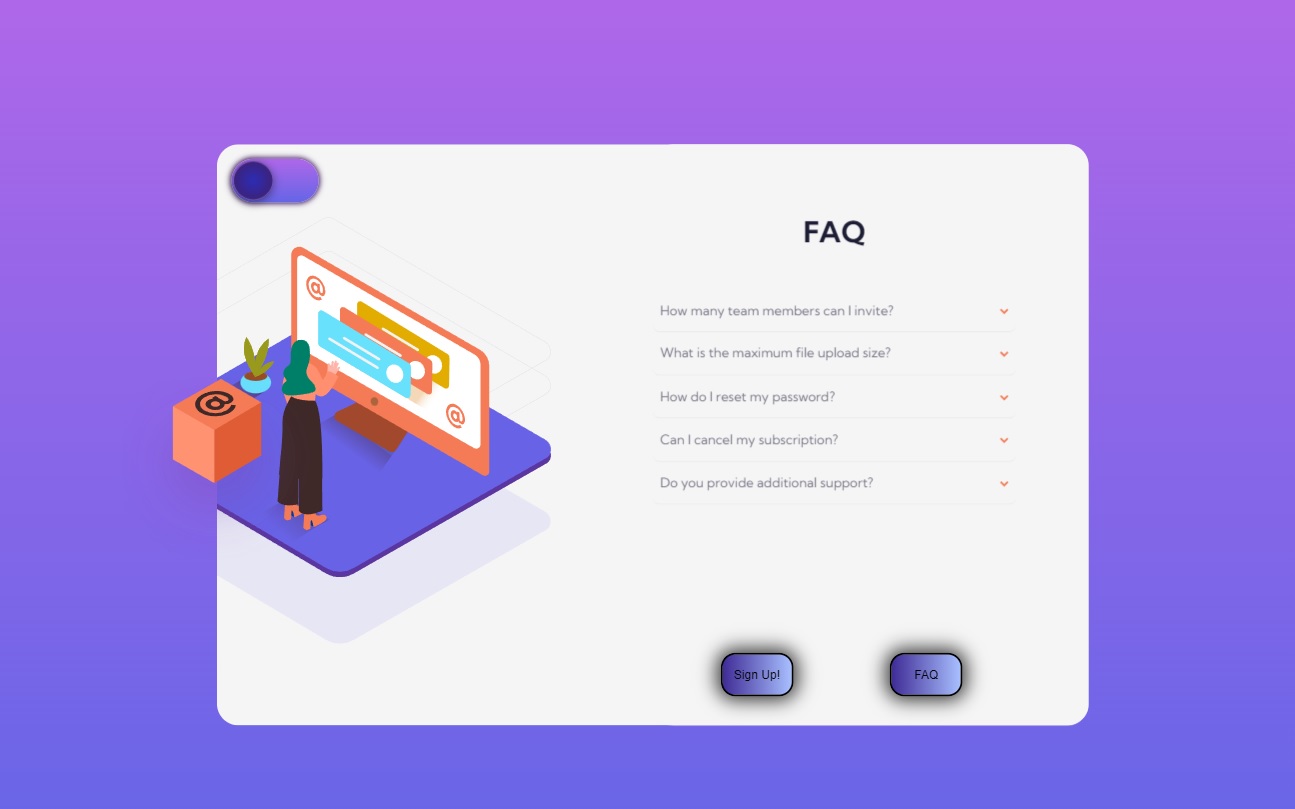 FAQ
How many team members can I invite?
What is the maximum file upload size?
How do I reset my password?
Can I cancel my subscription?
Do you provide additional support?
Sign Up!
FAQ
@
@
@